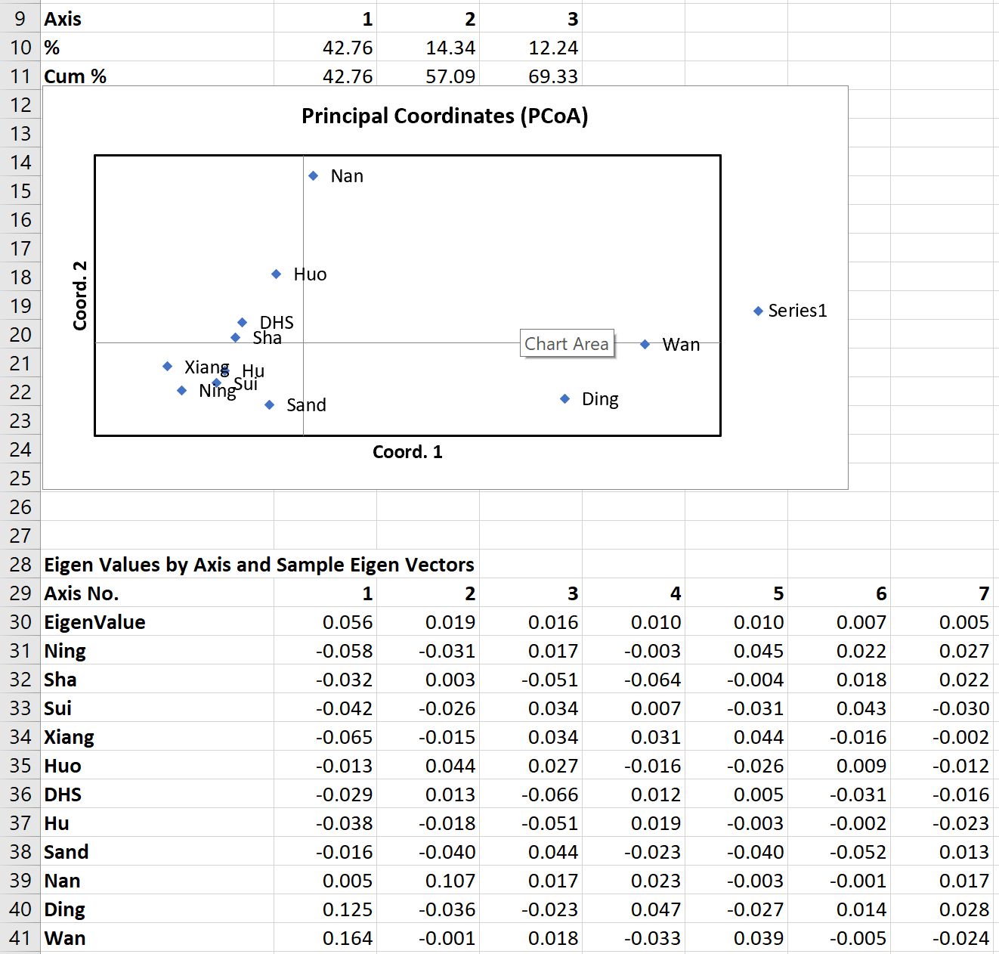 9 Axis 1 2 3
10 % 42.76 14.34 12.24
11 Cum % 42.76 57.09 69.33
12
Principal Coordinates (PCoA)
13
14
Nan
15
16
17
18 Huo
Coord. 2
19 DHS Series1
20 Sha Chart Area Wan
21 Xiang Hu
22 Ning Sui Ding
Sand
23
24 Coord. 1
25
26
27
28 Eigen Values by Axis and Sample Eigen Vectors
29 Axis No. 1 2 3 4 5 6 7
30 EigenValue 0.056 0.019 0.016 0.010 0.010 0.007 0.005
31 Ning -0.058 -0.031 0.017 -0.003 0.045 0.022 0.027
32 Sha -0.032 0.003 -0.051 -0.064 -0.004 0.018 0.022
33 Sui -0.042 -0.026 0.034 0.007 -0.031 0.043 -0.030
34 Xiang -0.065 -0.015 0.034 0.031 0.044 -0.016 -0.002
35 Huo -0.013 0.044 0.027 -0.016 -0.026 0.009 -0.012
36 DHS -0.029 0.013 -0.066 0.012 0.005 -0.031 -0.016
37 Hu -0.038 -0.018 -0.051 0.019 -0.003 -0.002 -0.023
38 Sand -0.016 -0.040 0.044 -0.023 -0.040 -0.052 0.013
39 Nan 0.005 0.107 0.017 0.023 -0.003 -0.001 0.017
40 Ding 0.125 -0.036 -0.023 0.047 -0.027 0.014 0.028
41 Wan 0.164 -0.001 0.018 -0.033 0.039 -0.005 -0.024